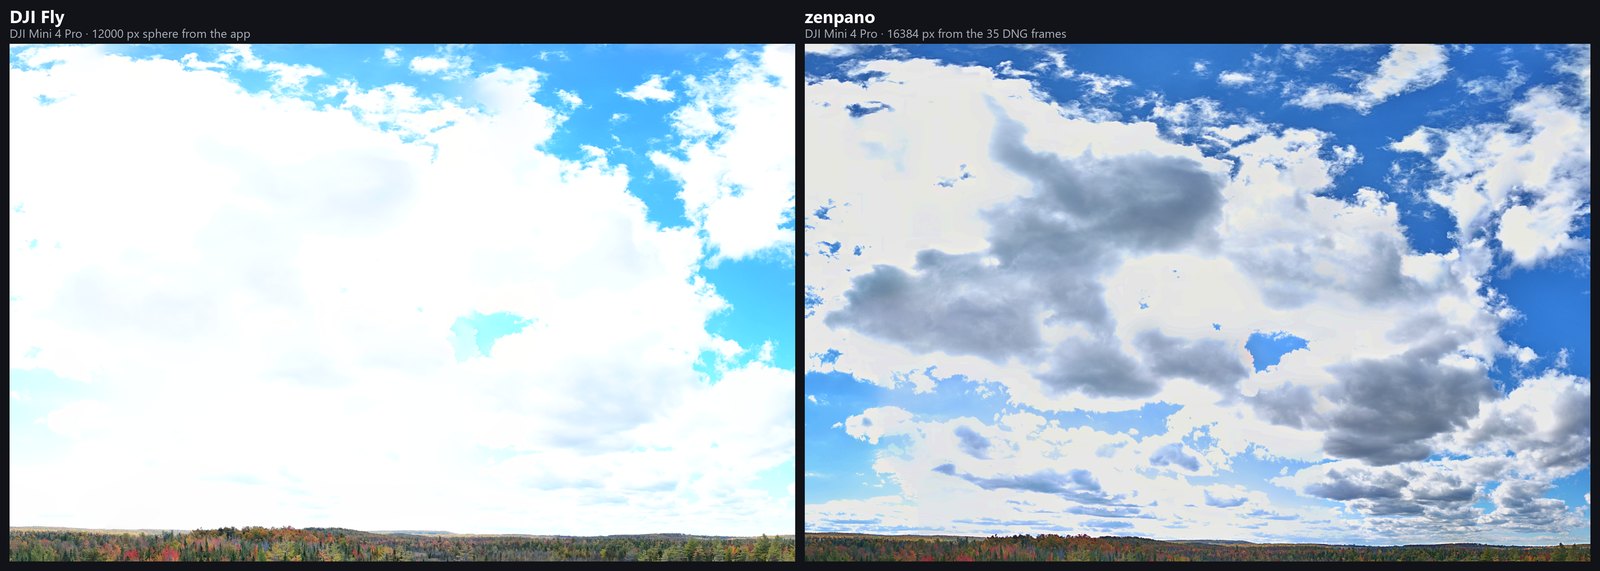 DJI Fly
DJI Mini 4 Pro · 12000 px sphere from the app
zenpano
DJI Mini 4 Pro · 16384 px from the 35 DNG frames